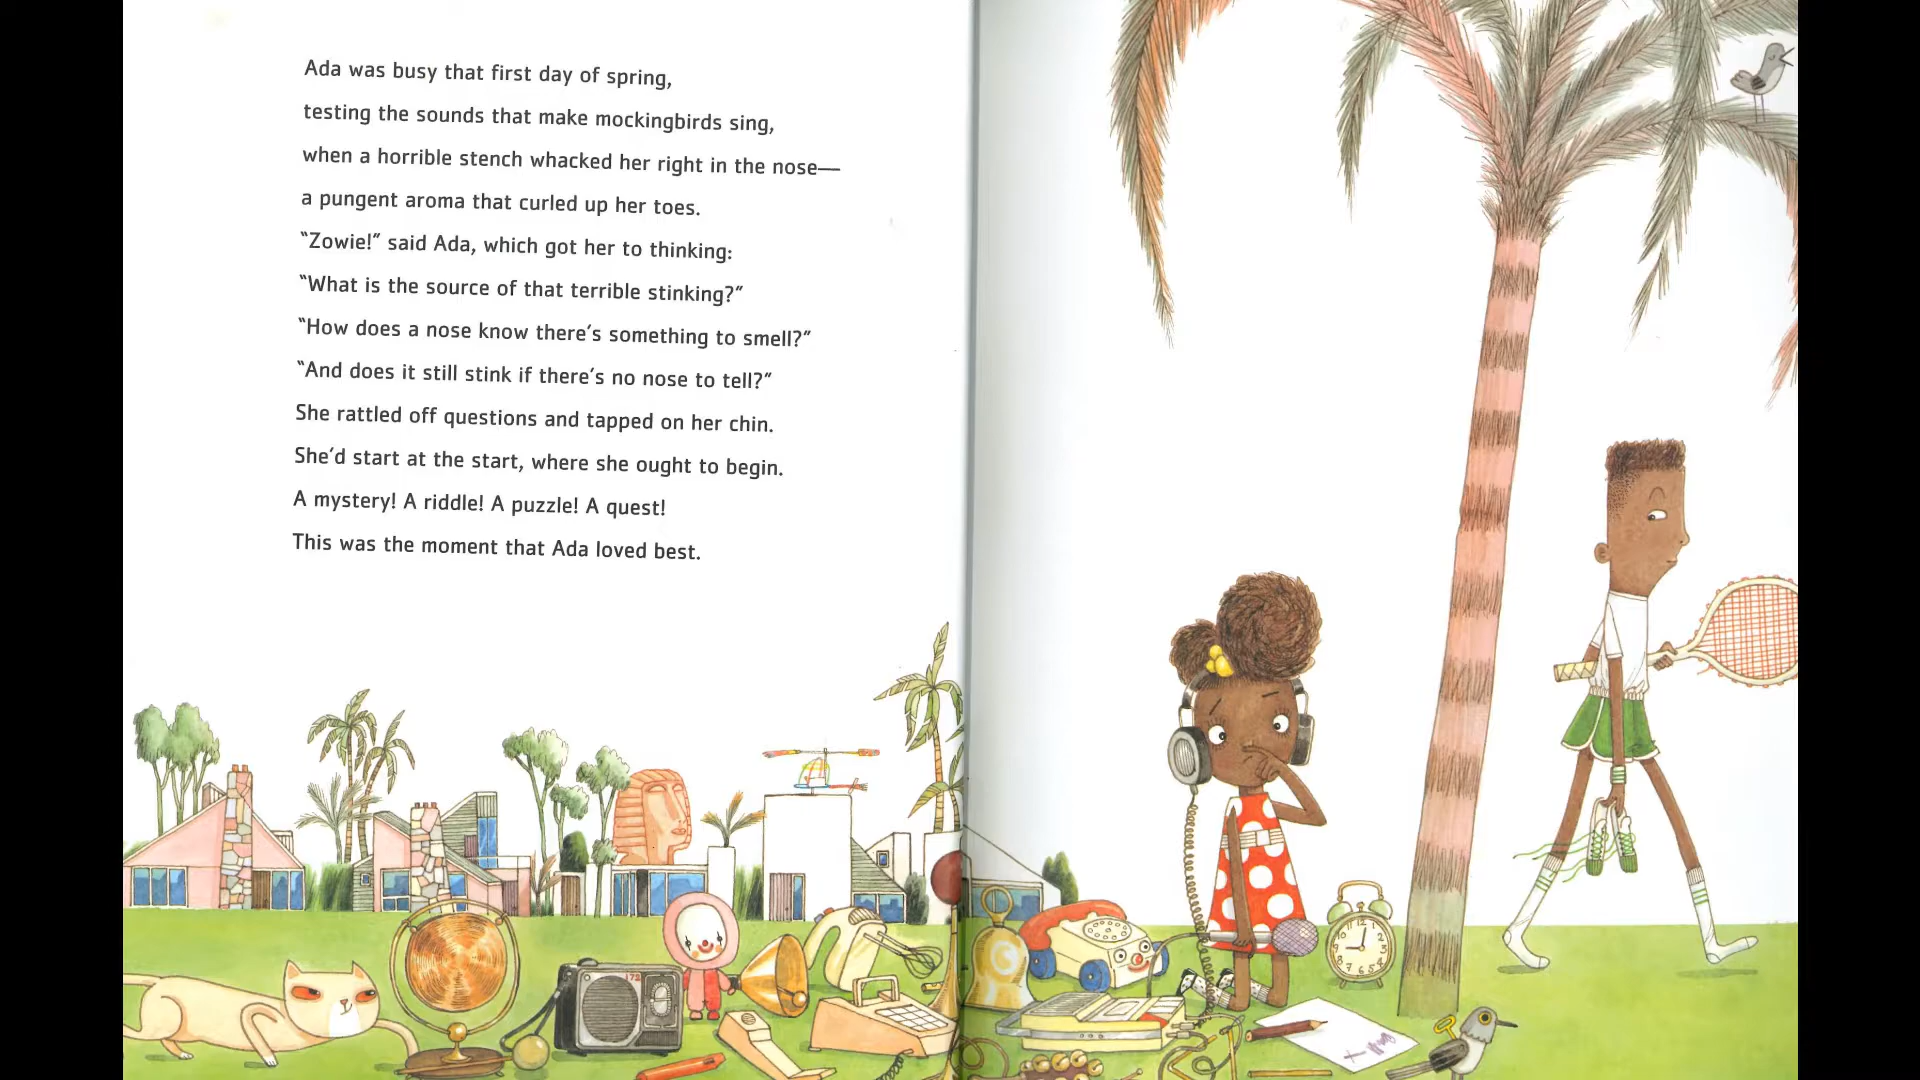 Ada was busy that first day of spring,
testing the sounds that make mockingbirds sing,
when a horrible stench whacked her right in the nose—
a pungent aroma that curled up her toes.
“Zowie!” said Ada, which got her to thinking:
“What is the source of that terrible stinking?”
“How does a nose know there’s something to smell?”
“And does it still stink if there’s no nose to tell?”
She rattled off questions and tapped on her chin.
She’d start at the start, where she ought to begin.
A mystery! A riddle! A puzzle! A quest!
This was the moment that Ada loved best.
172